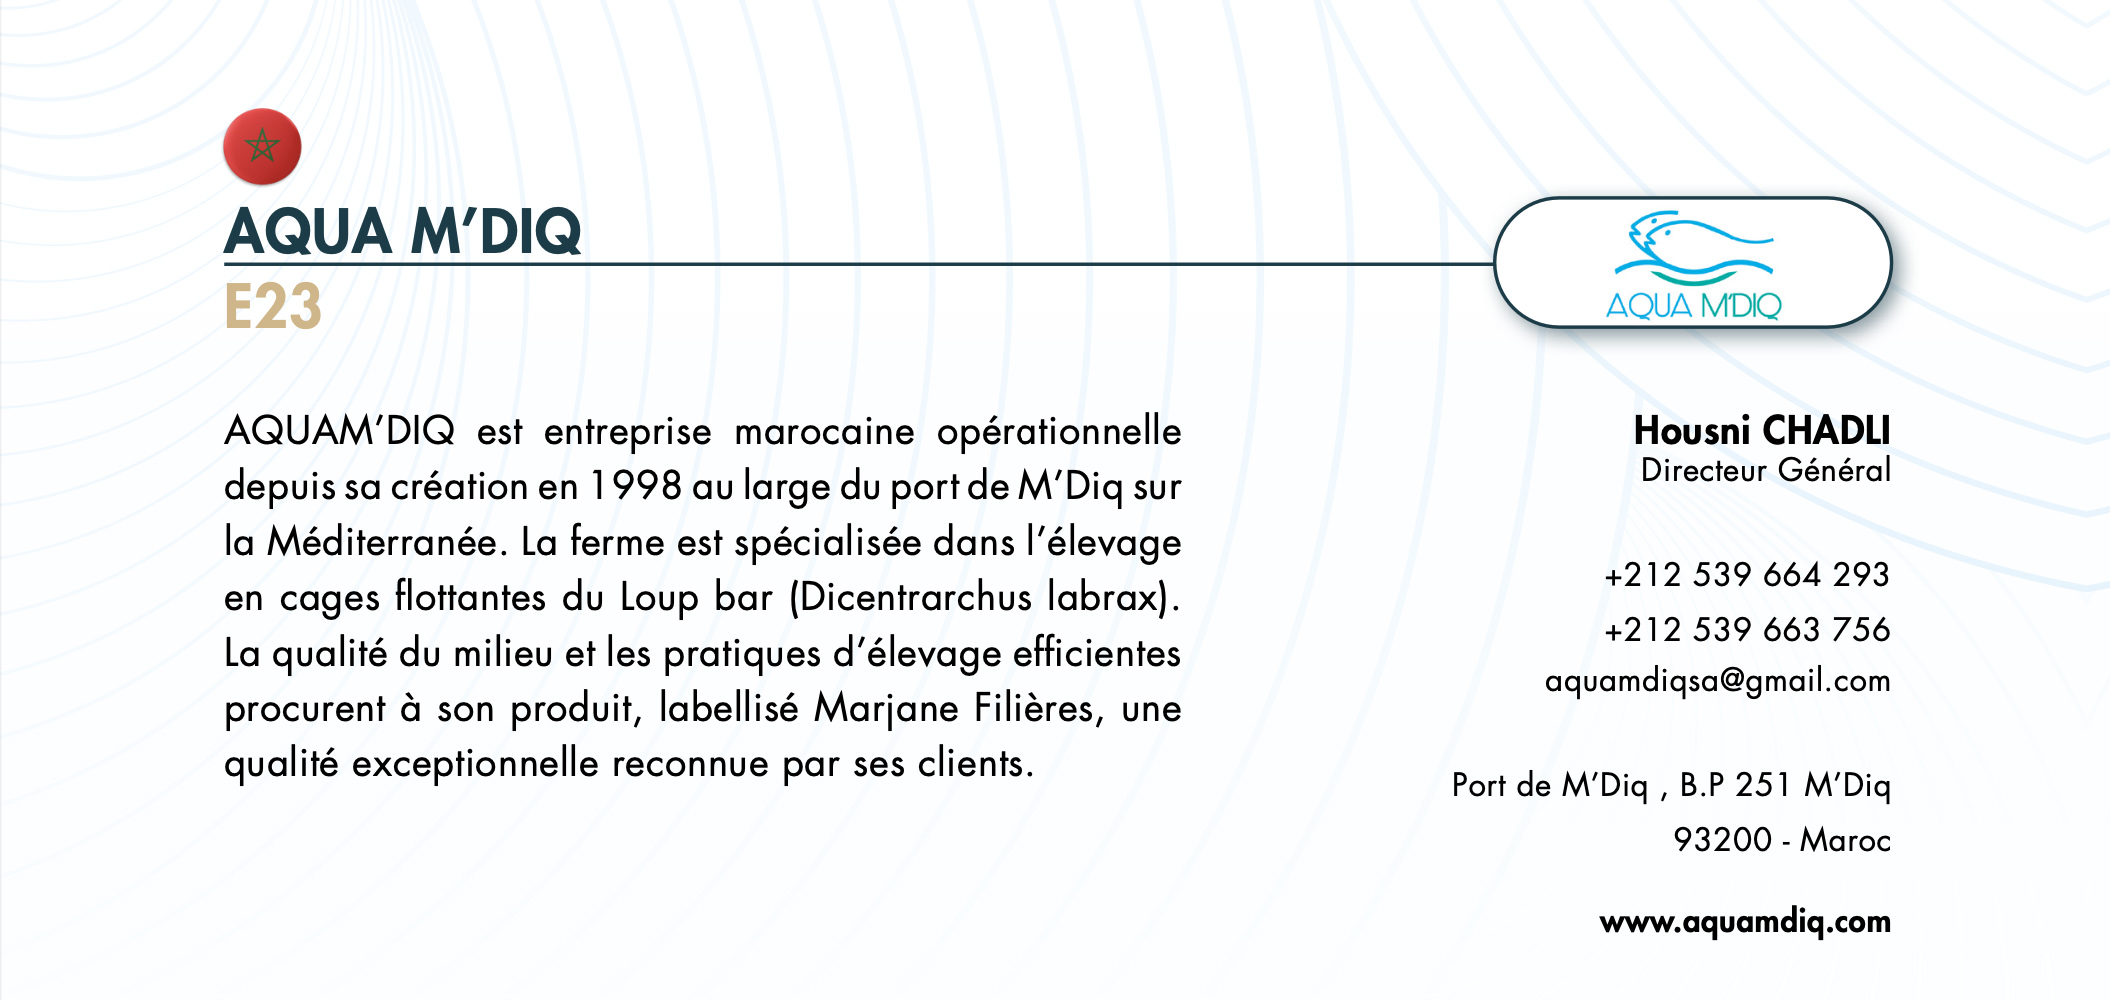 AQUA M’DIQ
E23
AQUA M'DIQ
AQUAM’DIQ est entreprise marocaine opérationnelle
depuis sa création en 1998 au large du port de M’Diq sur
la Méditerranée. La ferme est spécialisée dans l’élevage
en cages flottantes du Loup bar (Dicentrarchus labrax).
La qualité du milieu et les pratiques d’élevage efficientes
procurent à son produit, labellisé Marjane Filières, une
qualité exceptionnelle reconnue par ses clients.
Housni CHADLI
Directeur Général
+212 539 664 293
+212 539 663 756
aquamdiqsa@gmail.com
Port de M’Diq , B.P 251 M’Diq
93200 - Maroc
www.aquamdiq.com